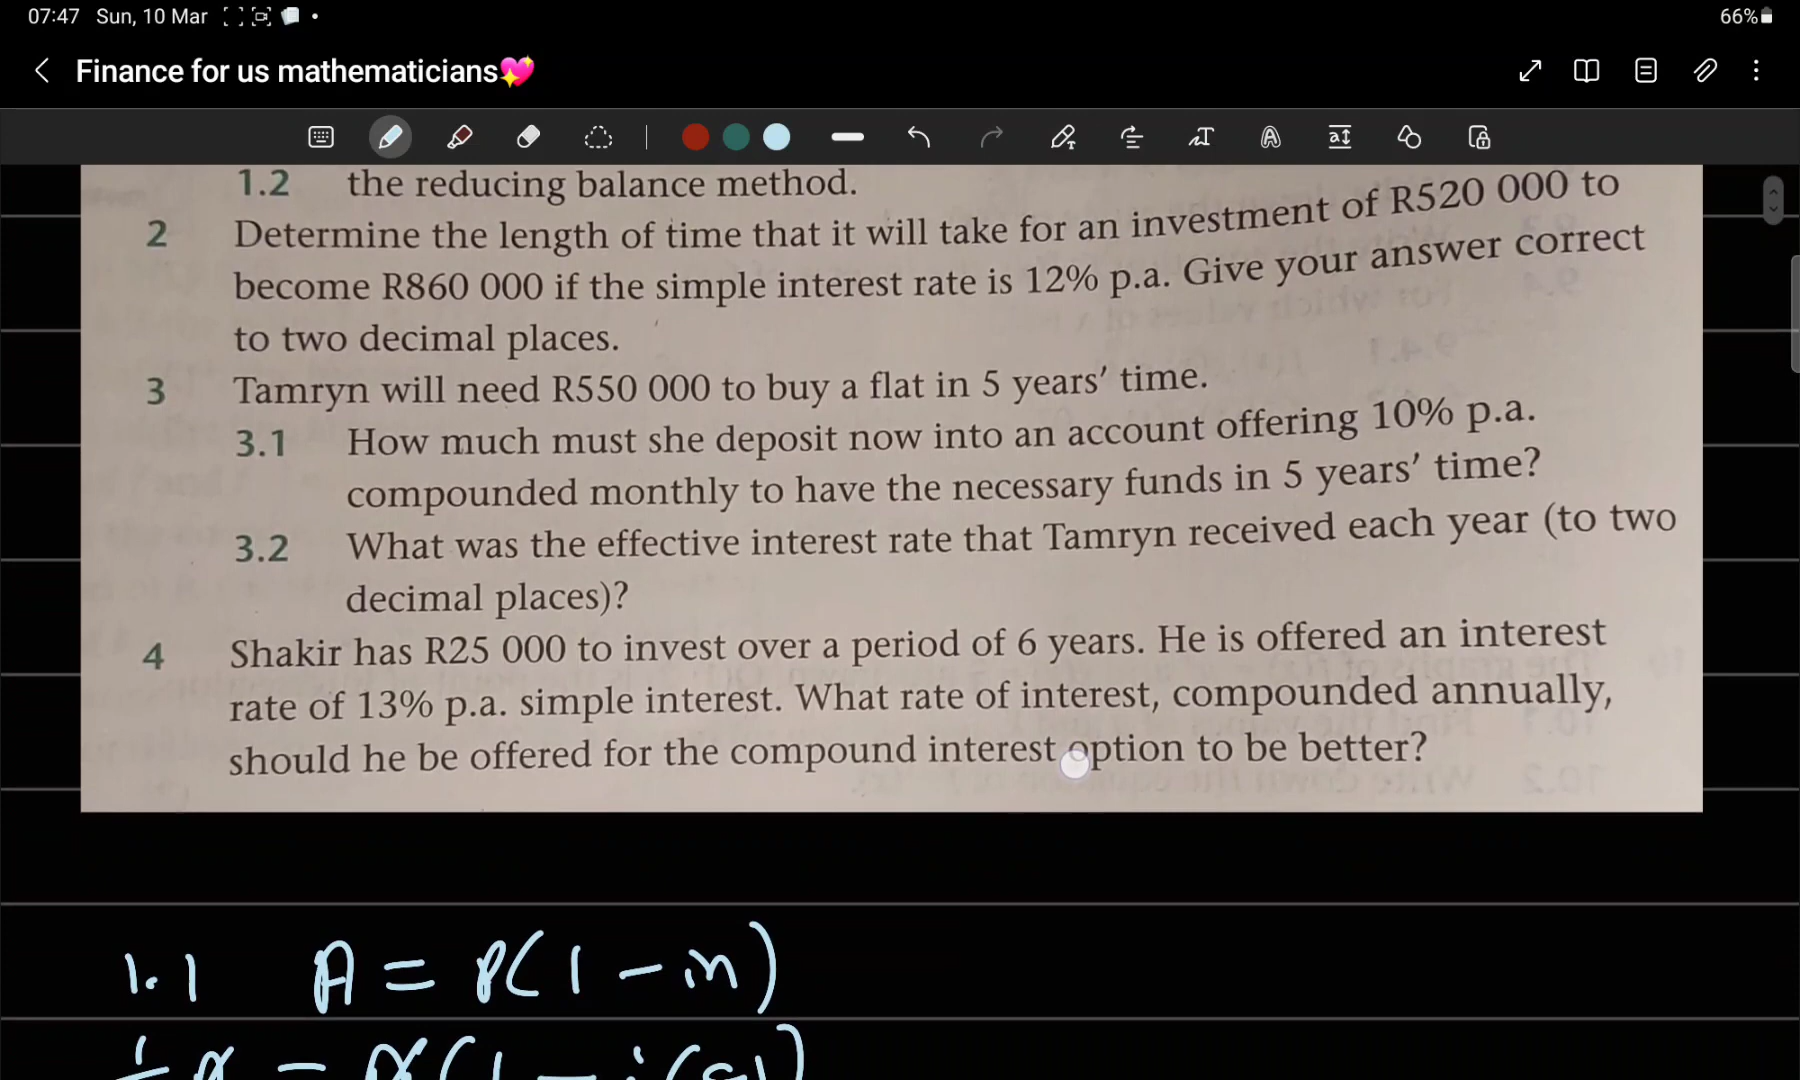 07:47 Sun, 10 Mar
66%
Finance for us mathematicians💖
1.2 the reducing balance method.
2 Determine the length of time that it will take for an investment of R520 000 to
become R860 000 if the simple interest rate is 12% p.a. Give your answer correct
to two decimal places.
3 Tamryn will need R550 000 to buy a flat in 5 years’ time.
3.1 How much must she deposit now into an account offering 10% p.a.
compounded monthly to have the necessary funds in 5 years’ time?
3.2 What was the effective interest rate that Tamryn received each year (to two
decimal places)?
4 Shakir has R25 000 to invest over a period of 6 years. He is offered an interest
rate of 13% p.a. simple interest. What rate of interest, compounded annually,
should he be offered for the compound interest option to be better?
1.1 A = P(1 - in)